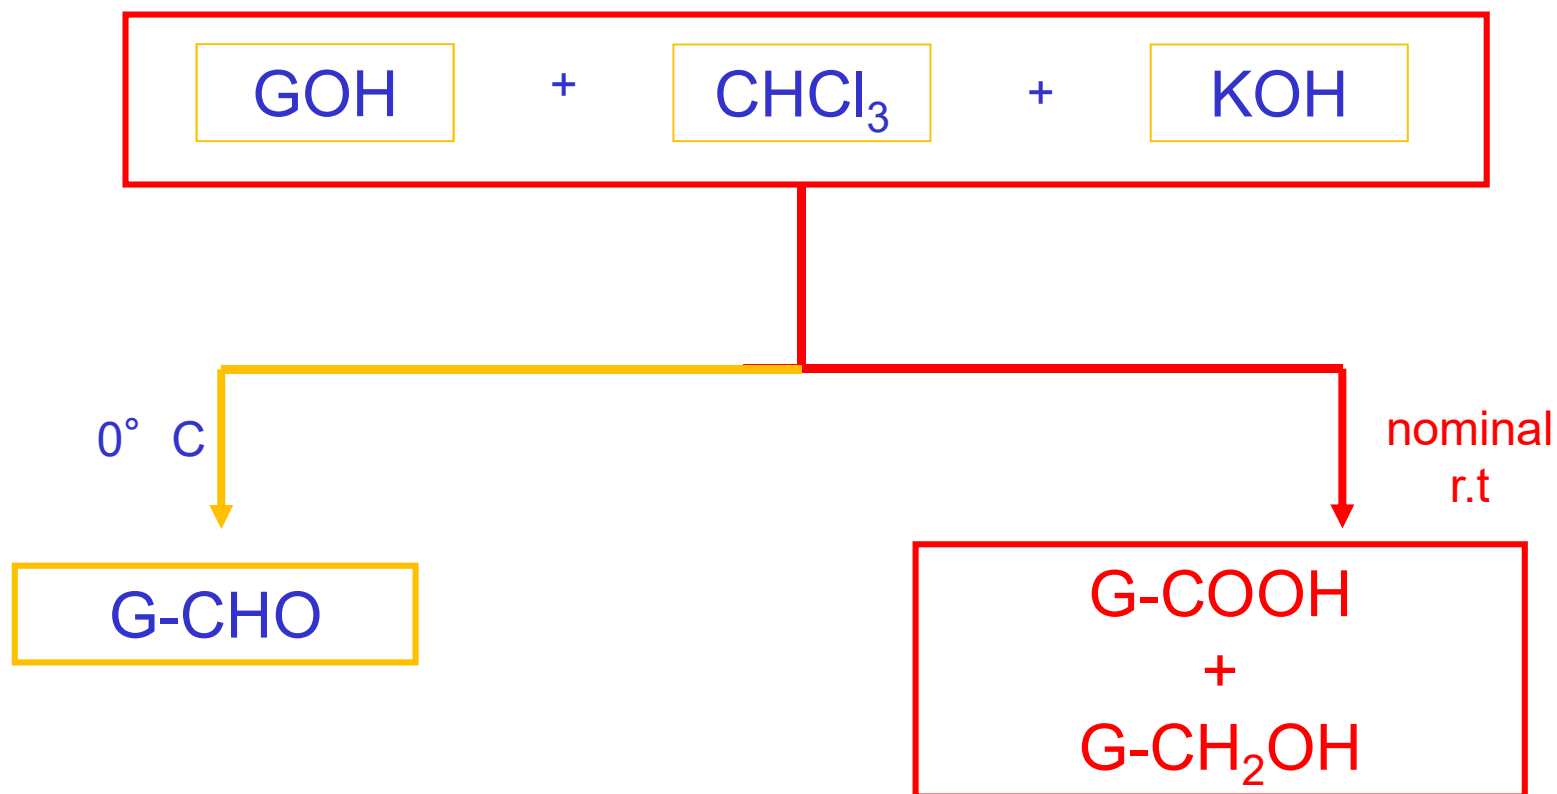 GOH + CHCl₃ + KOH
0° C
nominal
r.t
G-CHO
G-COOH
+
G-CH₂OH